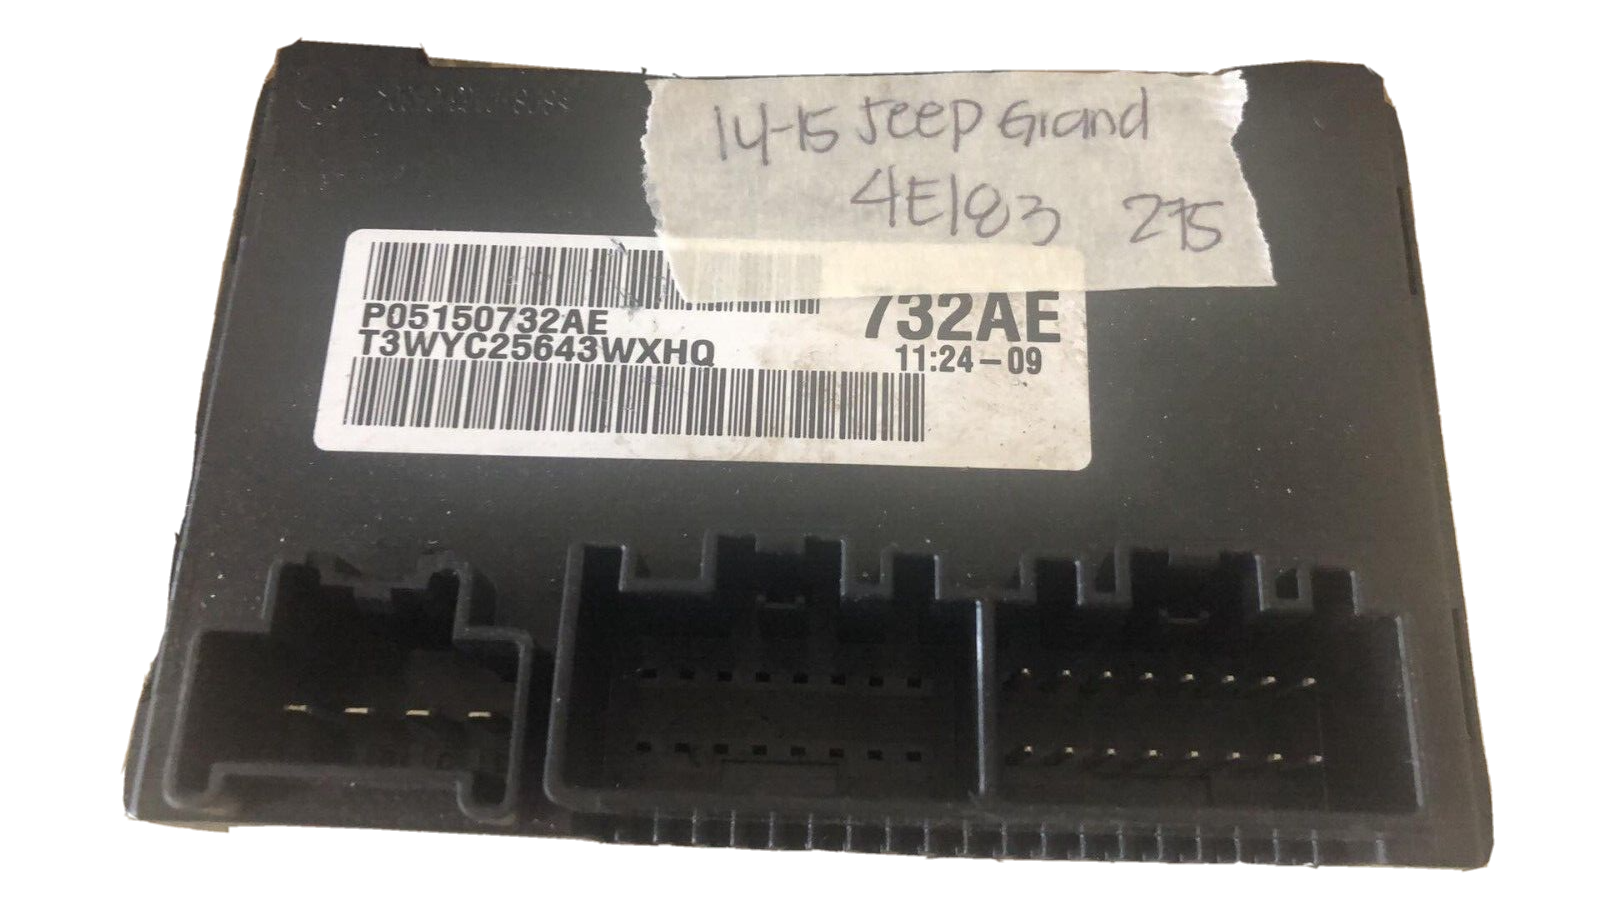 14-15 Jeep Grand
4E183 275
732AE
P05150732AE
T3WYC25643WXHQ
11:24-09